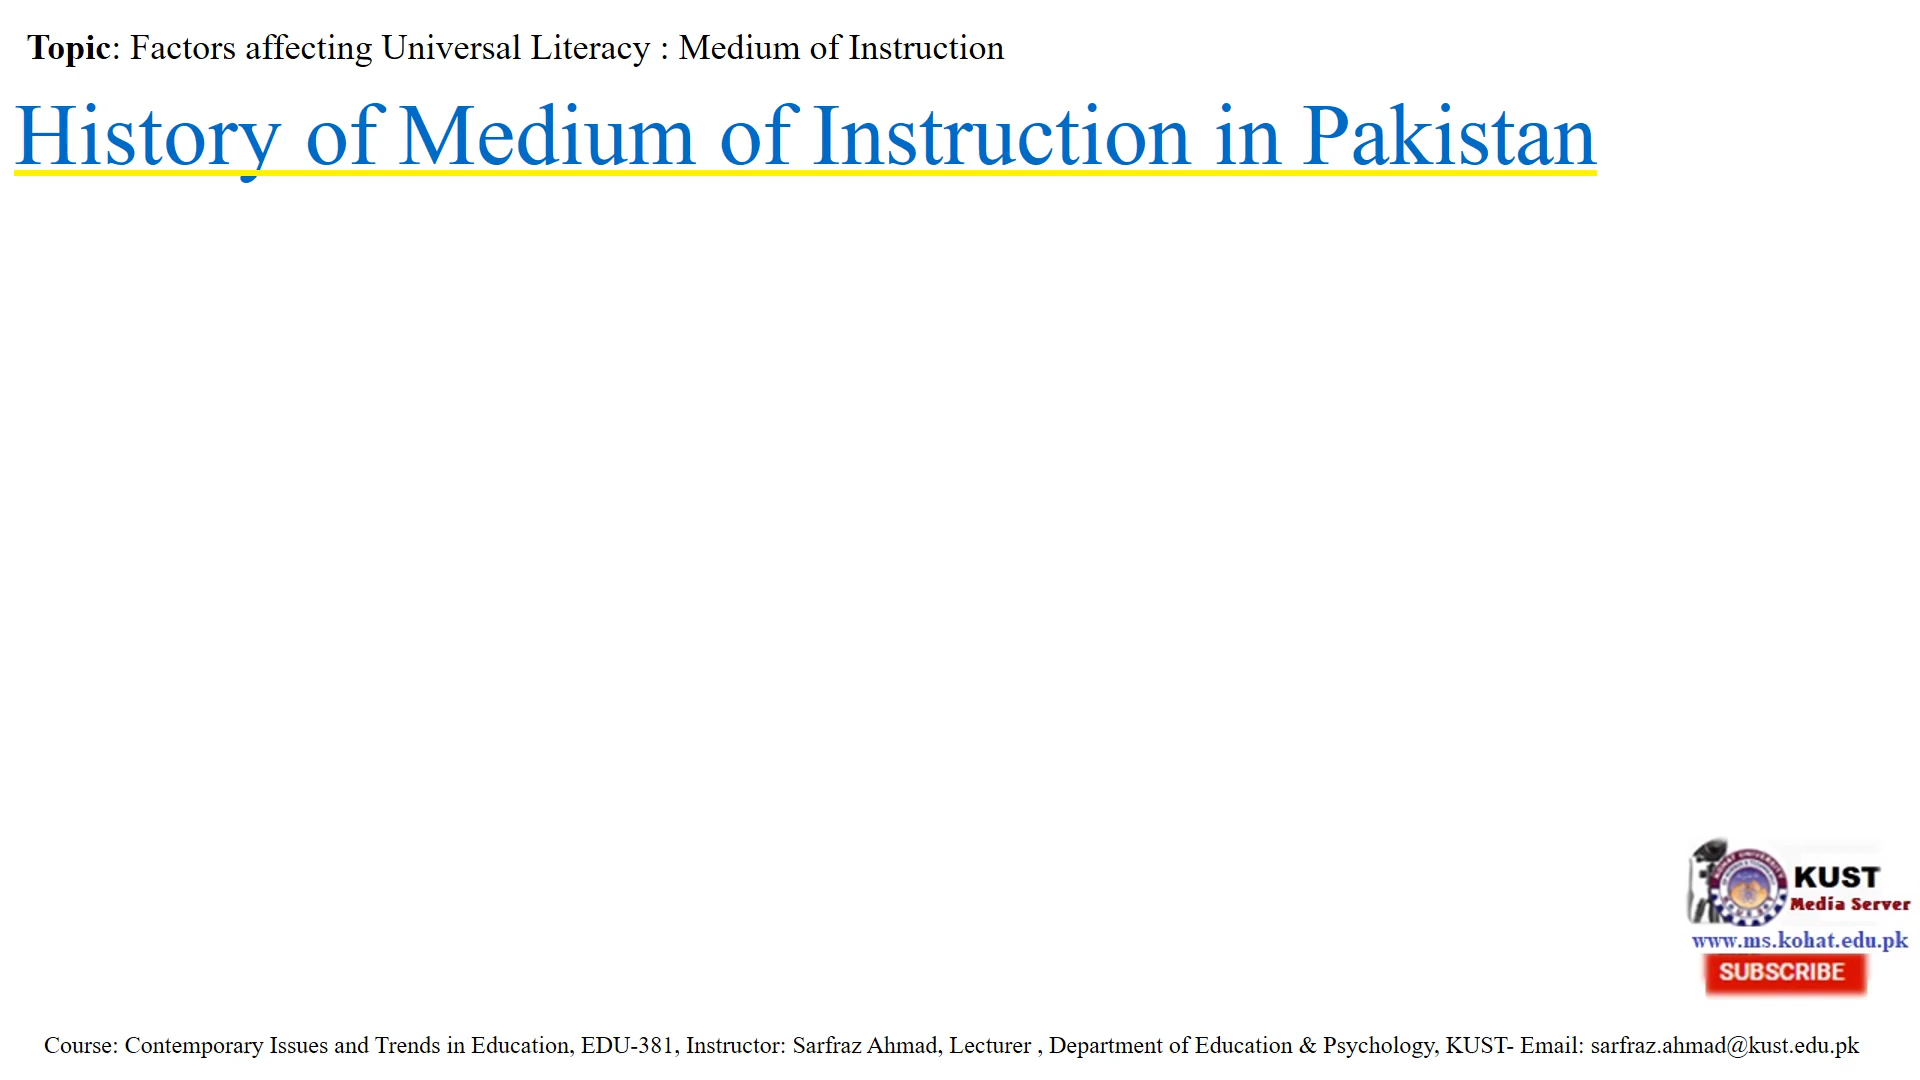 Topic: Factors affecting Universal Literacy : Medium of Instruction
History of Medium of Instruction in Pakistan
KUST
Media Server
www.ms.kohat.edu.pk
SUBSCRIBE
Course: Contemporary Issues and Trends in Education, EDU-381, Instructor: Sarfraz Ahmad, Lecturer , Department of Education & Psychology, KUST- Email: sarfraz.ahmad@kust.edu.pk